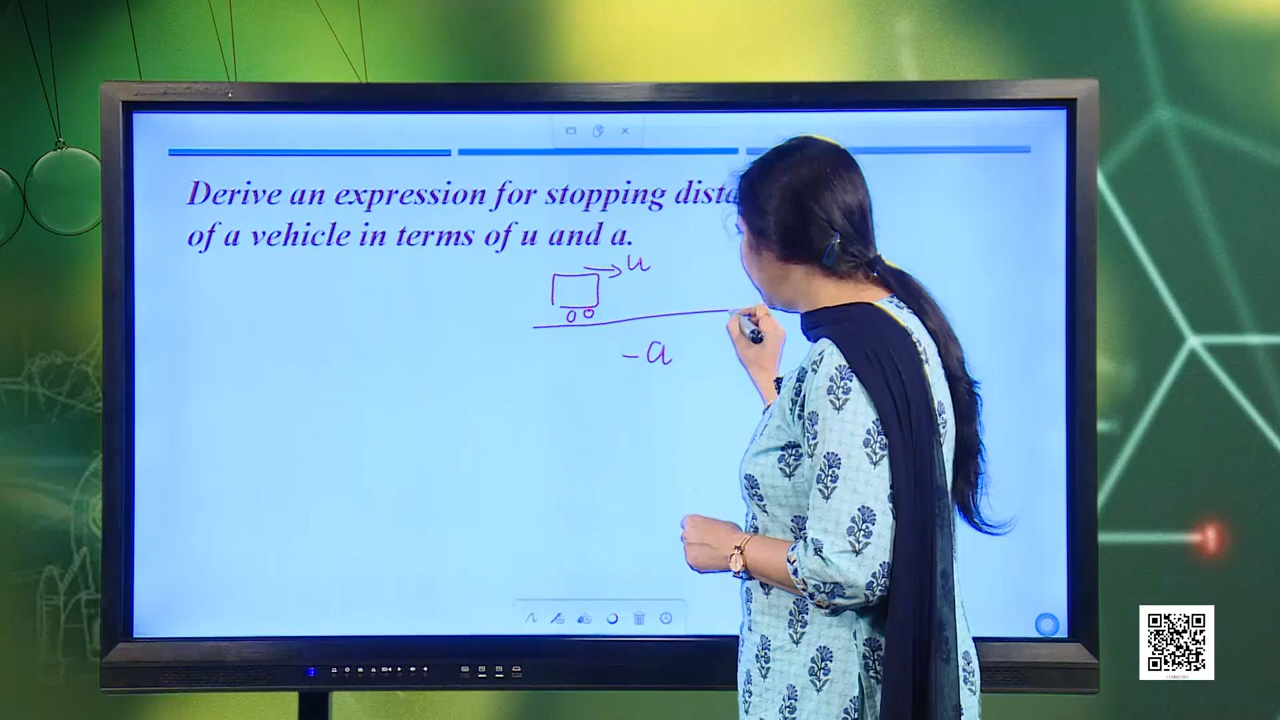 Derive an expression for stopping dista
of a vehicle in terms of u and a.
u
-a